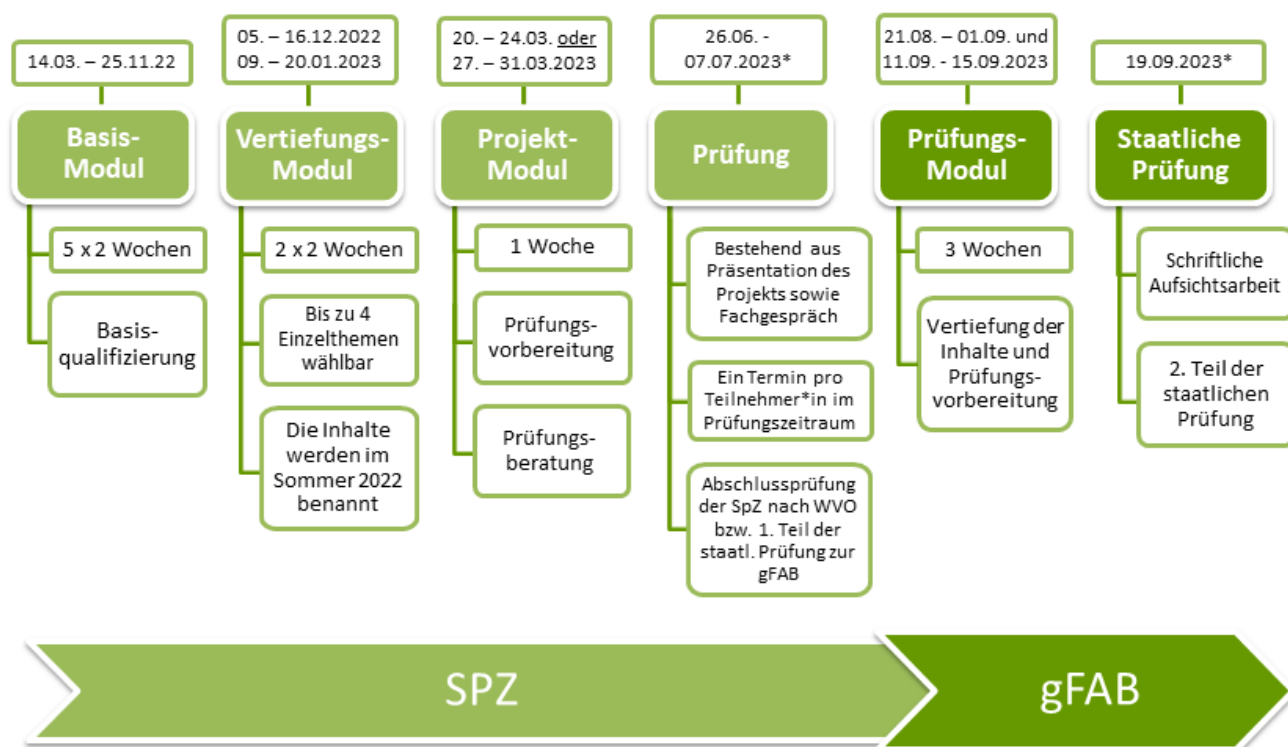 14.03. – 25.11.22
Basis-
Modul
5 x 2 Wochen
Basis-
qualifizierung
05. – 16.12.2022
09. – 20.01.2023
Vertiefungs-
Modul
2 x 2 Wochen
Bis zu 4
Einzelthemen
wählbar
Die Inhalte
werden im
Sommer 2022
benannt
20. – 24.03. oder
27. – 31.03.2023
Projekt-
Modul
1 Woche
Prüfungs-
vorbereitung
Prüfungs-
beratung
26.06. -
07.07.2023*
Prüfung
Bestehend aus
Präsentation des
Projekts sowie
Fachgespräch
Ein Termin pro
Teilnehmer*in im
Prüfungszeitraum
Abschlussprüfung
der SpZ nach WVO
bzw. 1. Teil der
staatl. Prüfung zur
gFAB
21.08. – 01.09. und
11.09. - 15.09.2023
Prüfungs-
Modul
3 Wochen
Vertiefung der
Inhalte und
Prüfungs-
vorbereitung
19.09.2023*
Staatliche
Prüfung
Schriftliche
Aufsichtsarbeit
2. Teil der
staatlichen
Prüfung
SPZ
gFAB